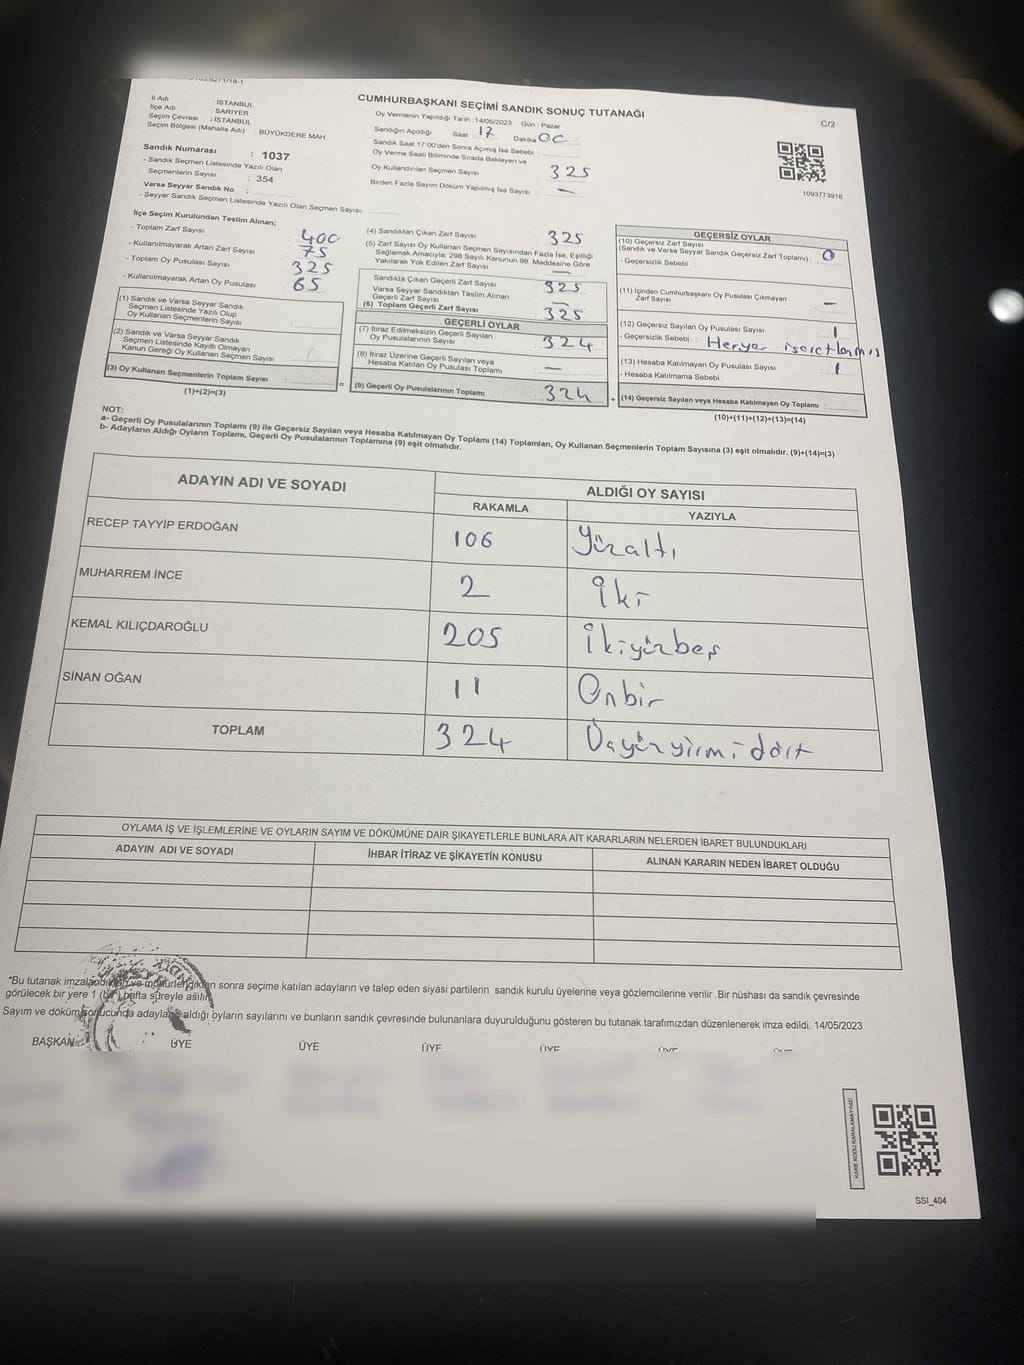 CUMHURBAŞKANI SEÇİMİ SANDIK SONUÇ TUTANAĞI
C/2
İl Adı : İSTANBUL
İlçe Adı : SARIYER
Seçim Çevresi : İSTANBUL
Seçim Bölgesi (Mahalle Adı) : BÜYÜKDERE MAH
Sandık Numarası : 1037
- Sandık Seçmen Listesinde Yazılı Olan
Seçmenlerin Sayısı : 354
Varsa Seyyar Sandık No :
- Seyyar Sandık Seçmen Listesinde Yazılı Olan Seçmen Sayısı
Oy Vermenin Yapıldığı Tarih : 14/05/2023 Gün : Pazar
Sandığın Açıldığı Saat 17 Dakika
Sandık Saat 17:00'den Sonra Açımış İse Sebebi :
Oy Verme Saati Bitiminde Sırada Bekleyen ve
Oy Kullandırılan Seçmen Sayısı 325
Birden Fazla Sayım Döküm Yapılmış İse Sayısı —
1093773918
İlçe Seçim Kurulundan Teslim Alınan;
- Toplam Zarf Sayısı 400
- Kullanılmayarak Artan Zarf Sayısı 75
- Toplam Oy Pusulası Sayısı 325
- Kullanılmayarak Artan Oy Pusulası 65
(1) Sandık ve Varsa Seyyar Sandık
Seçmen Listesinde Yazılı Olup
Oy Kullanan Seçmenlerin Sayısı
(2) Sandık ve Varsa Seyyar Sandık
Seçmen Listesinde Kayıtlı Olmayan
Kanun Gereği Oy Kullanan Seçmen Sayısı
(3) Oy Kullanan Seçmenlerin Toplam Sayısı
(1)+(2)=(3)
=
(4) Sandıktan Çıkan Zarf Sayısı 325
(5) Zarf Sayısı Oy Kullanan Seçmen Sayısından Fazla İse, Eşitliği
Sağlamak Amacıyla, 298 Sayılı Kanunun 98. Maddesine Göre
Yakılarak Yok Edilen Zarf Sayısı —
Sandıkta Çıkan Geçerli Zarf Sayısı 325
Varsa Seyyar Sandıktan Teslim Alınan
Geçerli Zarf Sayısı —
(6) Toplam Geçerli Zarf Sayısı 325
GEÇERLİ OYLAR
(7) İtiraz Edilmeksizin Geçerli Sayılan
Oy Pusulalarının Sayısı 324
(8) İtiraz Üzerine Geçerli Sayılan veya
Hesaba Katılan Oy Pusulası Toplamı —
(9) Geçerli Oy Pusulalarının Toplamı 324
+
GEÇERSİZ OYLAR
(10) Geçersiz Zarf Sayısı
(Sandık ve Varsa Seyyar Sandık Geçersiz Zarf Toplamı) : 0
- Geçersizlik Sebebi :
(11) İçinden Cumhurbaşkanı Oy Pusulası Çıkmayan
Zarf Sayısı —
(12) Geçersiz Sayılan Oy Pusulası Sayısı 1
- Geçersizlik Sebebi : Heryer işaretlenmiş
(13) Hesaba Katılmayan Oy Pusulası Sayısı 1
- Hesaba Katılmama Sebebi :
(14) Geçersiz Sayılan veya Hesaba Katılmayan Oy Toplamı
(10)+(11)+(12)+(13)=(14)
NOT:
a- Geçerli Oy Pusulalarının Toplamı (9) ile Geçersiz Sayılan veya Hesaba Katılmayan Oy Toplamı (14) Toplamları, Oy Kullanan Seçmenlerin Toplam Sayısına (3) eşit olmalıdır. (9)+(14)=(3)
b- Adayların Aldığı Oyların Toplamı, Geçerli Oy Pusulalarının Toplamına (9) eşit olmalıdır.
ADAYIN ADI VE SOYADI
ALDIĞI OY SAYISI
RAKAMLA YAZIYLA
RECEP TAYYİP ERDOĞAN 106 Yüzaltı
MUHARREM İNCE 2 İki
KEMAL KILIÇDAROĞLU 205 İkiyüzbeş
SİNAN OĞAN 11 Onbir
TOPLAM 324 Üçyüzyirmidört
OYLAMA İŞ VE İŞLEMLERİNE VE OYLARIN SAYIM VE DÖKÜMÜNE DAİR ŞİKAYETLERLE BUNLARA AİT KARARLARIN NELERDEN İBARET BULUNDUKLARI
ADAYIN ADI VE SOYADI İHBAR İTİRAZ VE ŞİKAYETİN KONUSU ALINAN KARARIN NEDEN İBARET OLDUĞU
*Bu tutanak imzalandıktan ve mühürlendikten sonra seçime katılan adayların ve talep eden siyasi partilerin sandık kurulu üyelerine veya gözlemcilerine verilir .Bir nüshası da sandık çevresinde
görülecek bir yere 1 (bir) hafta süreyle asılır.
Sayım ve döküm sonucunda adayların aldığı oyların sayılarını ve bunların sandık çevresinde bulunanlara duyurulduğunu gösteren bu tutanak tarafımızdan düzenlenerek imza edildi. 14/05/2023
BAŞKAN ÜYE ÜYE ÜYE ÜYE ÜYE
KARE KODU KARALAMAYINIZ!
SSI_404